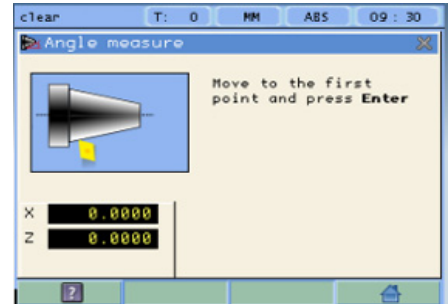 clear T: 0 MM ABS 09 : 30
Angle measure
Move to the first
point and press Enter
X 0.0000
Z 0.0000
?